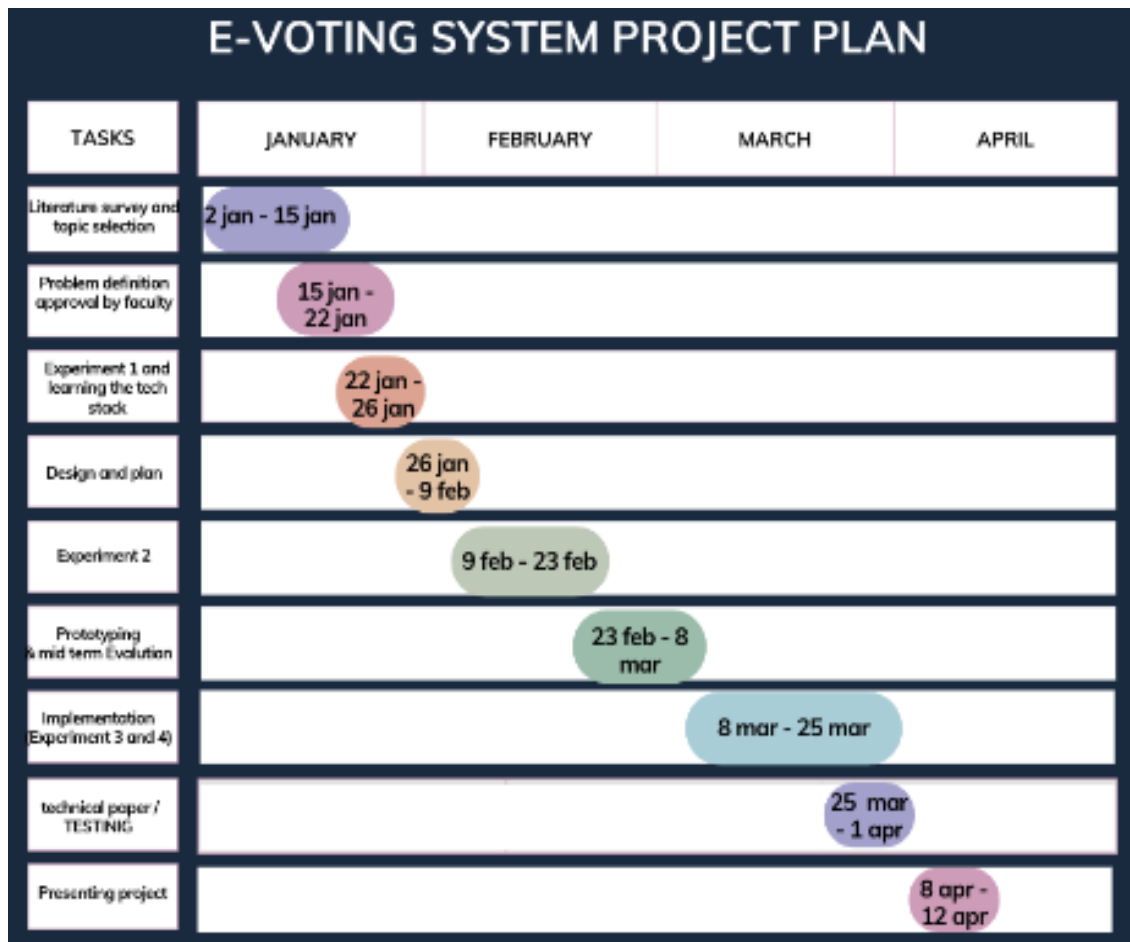 E-VOTING SYSTEM PROJECT PLAN
TASKS
JANUARY
FEBRUARY
MARCH
APRIL
Literature survey and
topic selection
2 jan - 15 jan
Problem definition
approval by faculty
15 jan -
22 jan
Experiment 1 and
learning the tech
stack
22 jan -
26 jan
Design and plan
26 jan
- 9 feb
Experiment 2
9 feb - 23 feb
Prototyping
& mid term Evalution
23 feb - 8
mar
Implementation
(Experiment 3 and 4)
8 mar - 25 mar
technical paper /
TESTINIG
25 mar
- 1 apr
Presenting project
8 apr -
12 apr